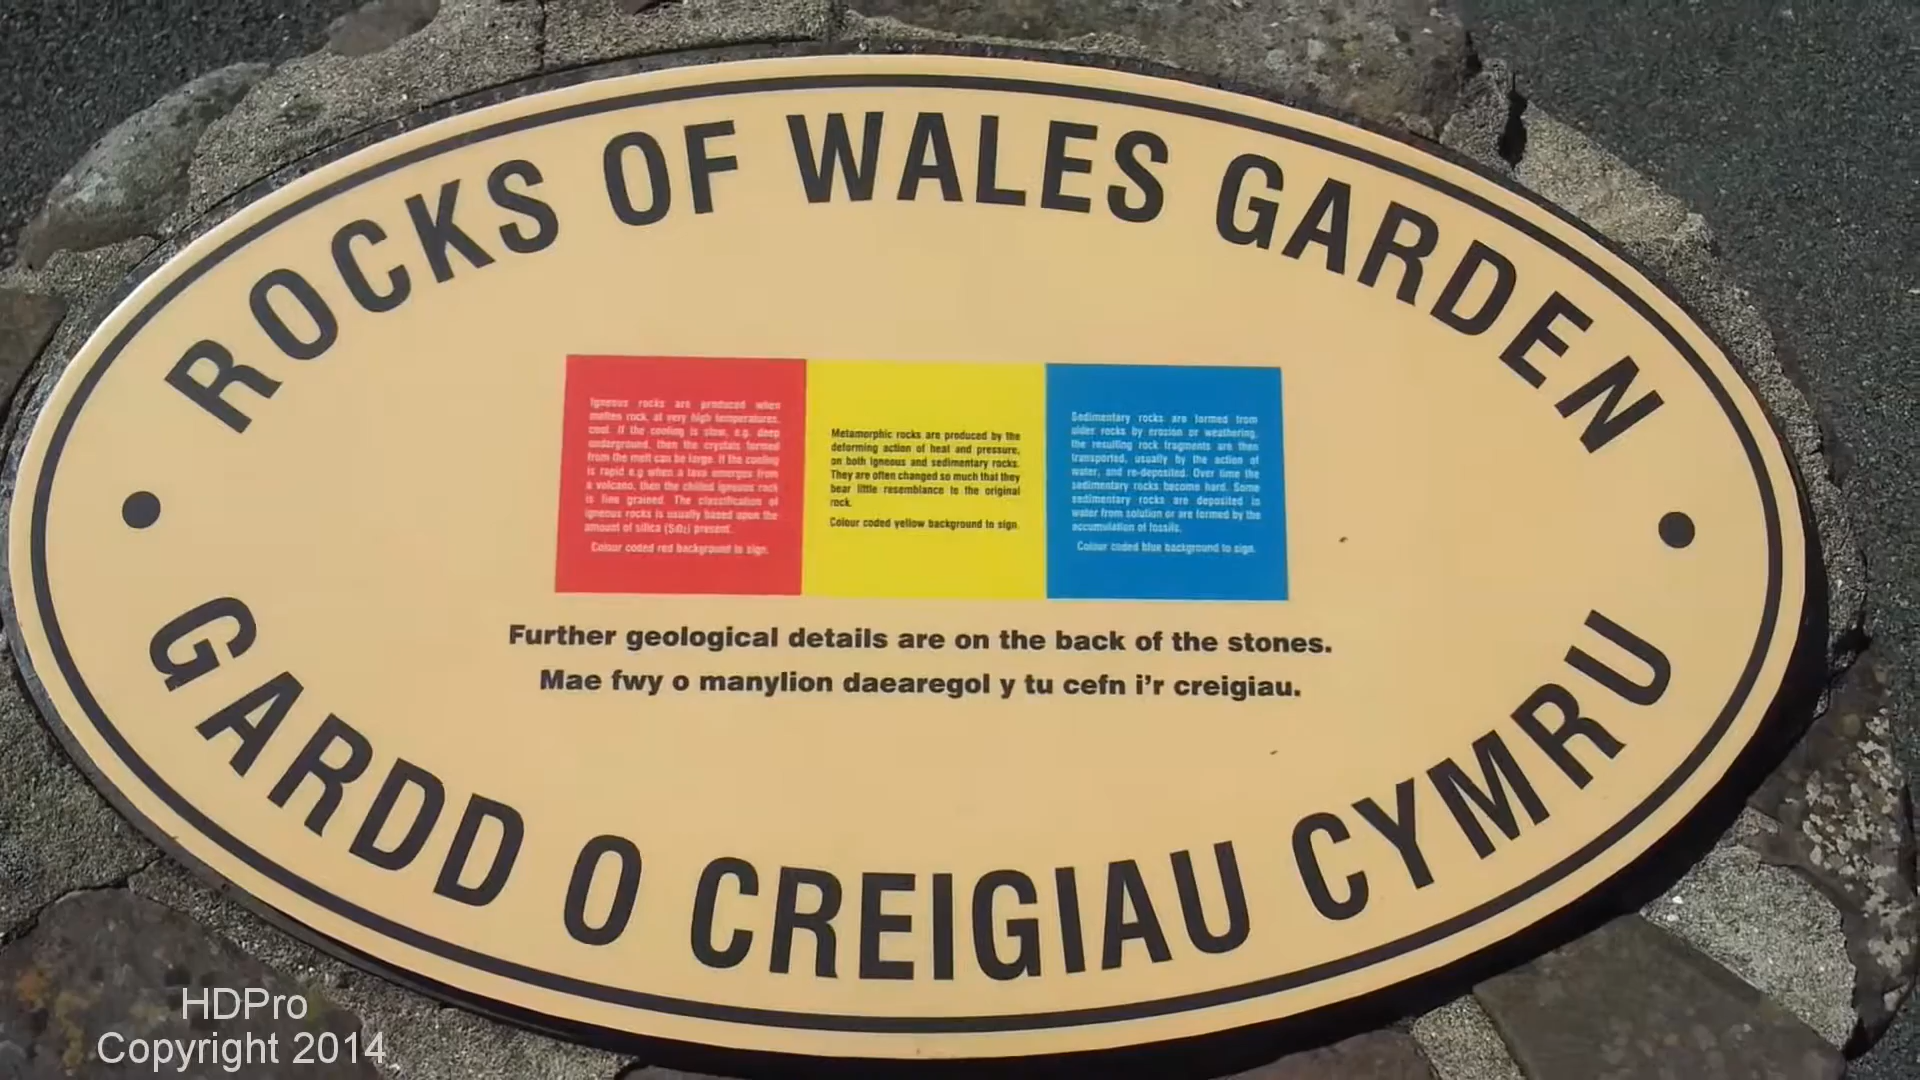 ROCKS OF WALES GARDEN
Igneous rocks are produced when
molten rock, at very high temperatures,
cool. If the cooling is slow, e.g. deep
underground, then the crystals formed
from the melt can be large. If the cooling
is rapid e.g when a lava emerges from
a volcano, then the chilled igneous rock
is fine grained. The classification of
igneous rocks is usually based upon the
amount of silica (SiO₂) present.
Colour coded red background to sign.
Metamorphic rocks are produced by the
deforming action of heat and pressure,
on both igneous and sedimentary rocks.
They are often changed so much that they
bear little resemblance to the original
rock.
Colour coded yellow background to sign.
Sedimentary rocks are formed from
older rocks by erosion or weathering,
the resulting rock fragments are then
transported, usually by the action of
water, and re-deposited. Over time the
sedimentary rocks become hard. Some
sedimentary rocks are deposited in
water from solution or are formed by the
accumulation of fossils.
Colour coded blue background to sign.
Further geological details are on the back of the stones.
Mae fwy o manylion daearegol y tu cefn i'r creigiau.
GARDD O CREIGIAU CYMRU
HDPro
Copyright 2014